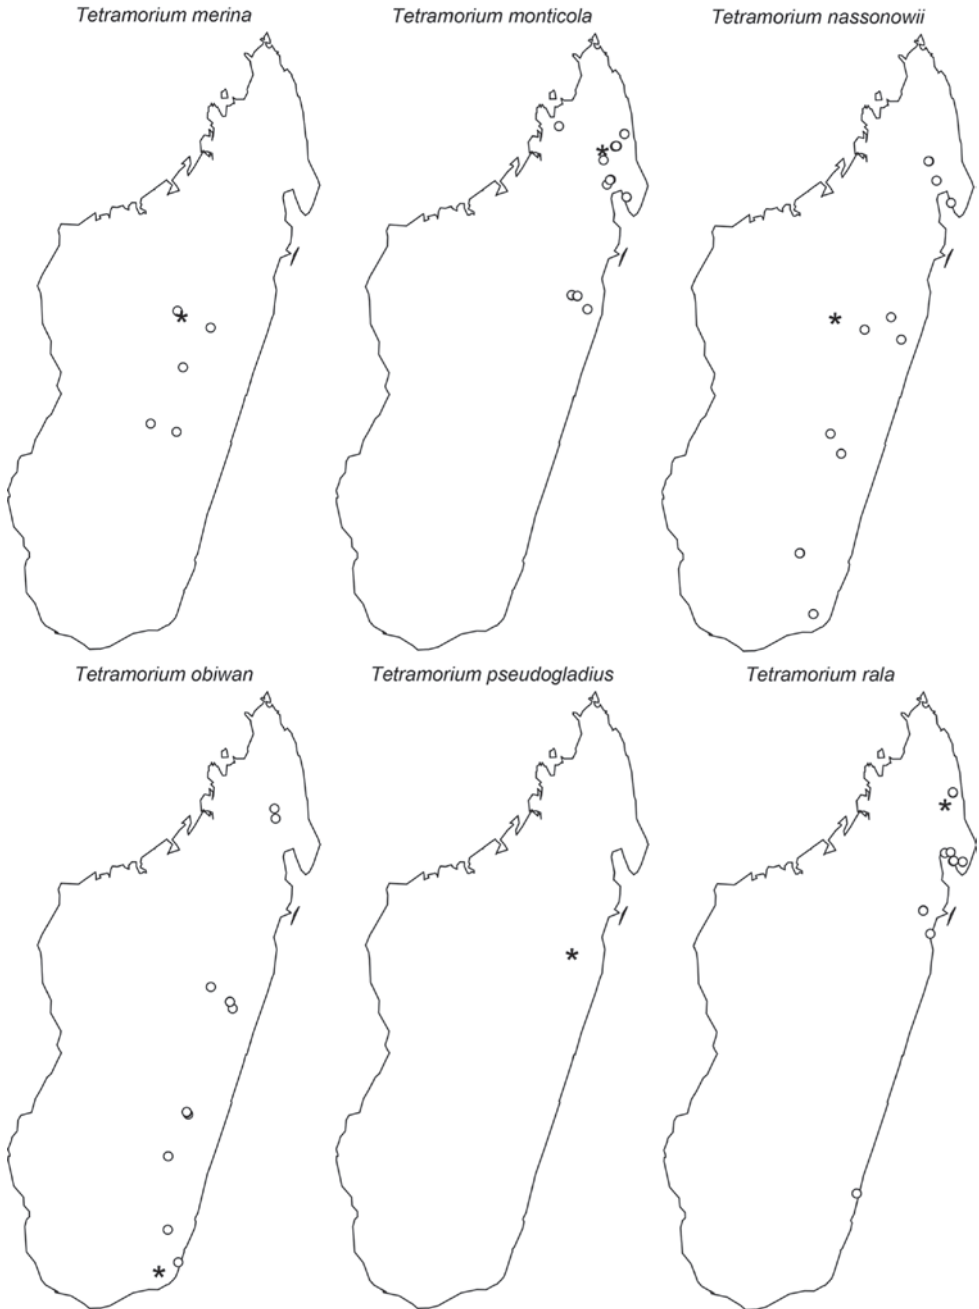 Tetramorium merina
Tetramorium monticola
Tetramorium nassonowii
Tetramorium obiwan
Tetramorium pseudogladius
Tetramorium rala